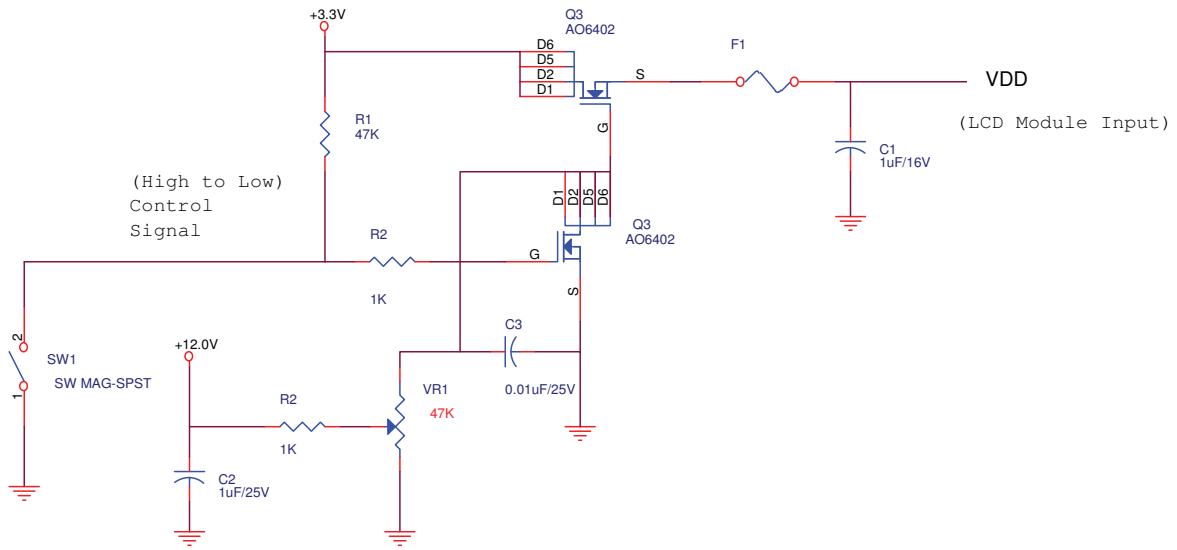 +3.3V
Q3
AO6402
D6
D5
D2
D1
S
G
F1
VDD
(LCD Module Input)
R1
47K
C1
1uF/16V
(High to Low)
Control
Signal
D1
D2
D5
D6
Q3
AO6402
R2
1K
G
S
2
1
SW1
SW MAG-SPST
+12.0V
C3
0.01uF/25V
R2
1K
VR1
47K
C2
1uF/25V